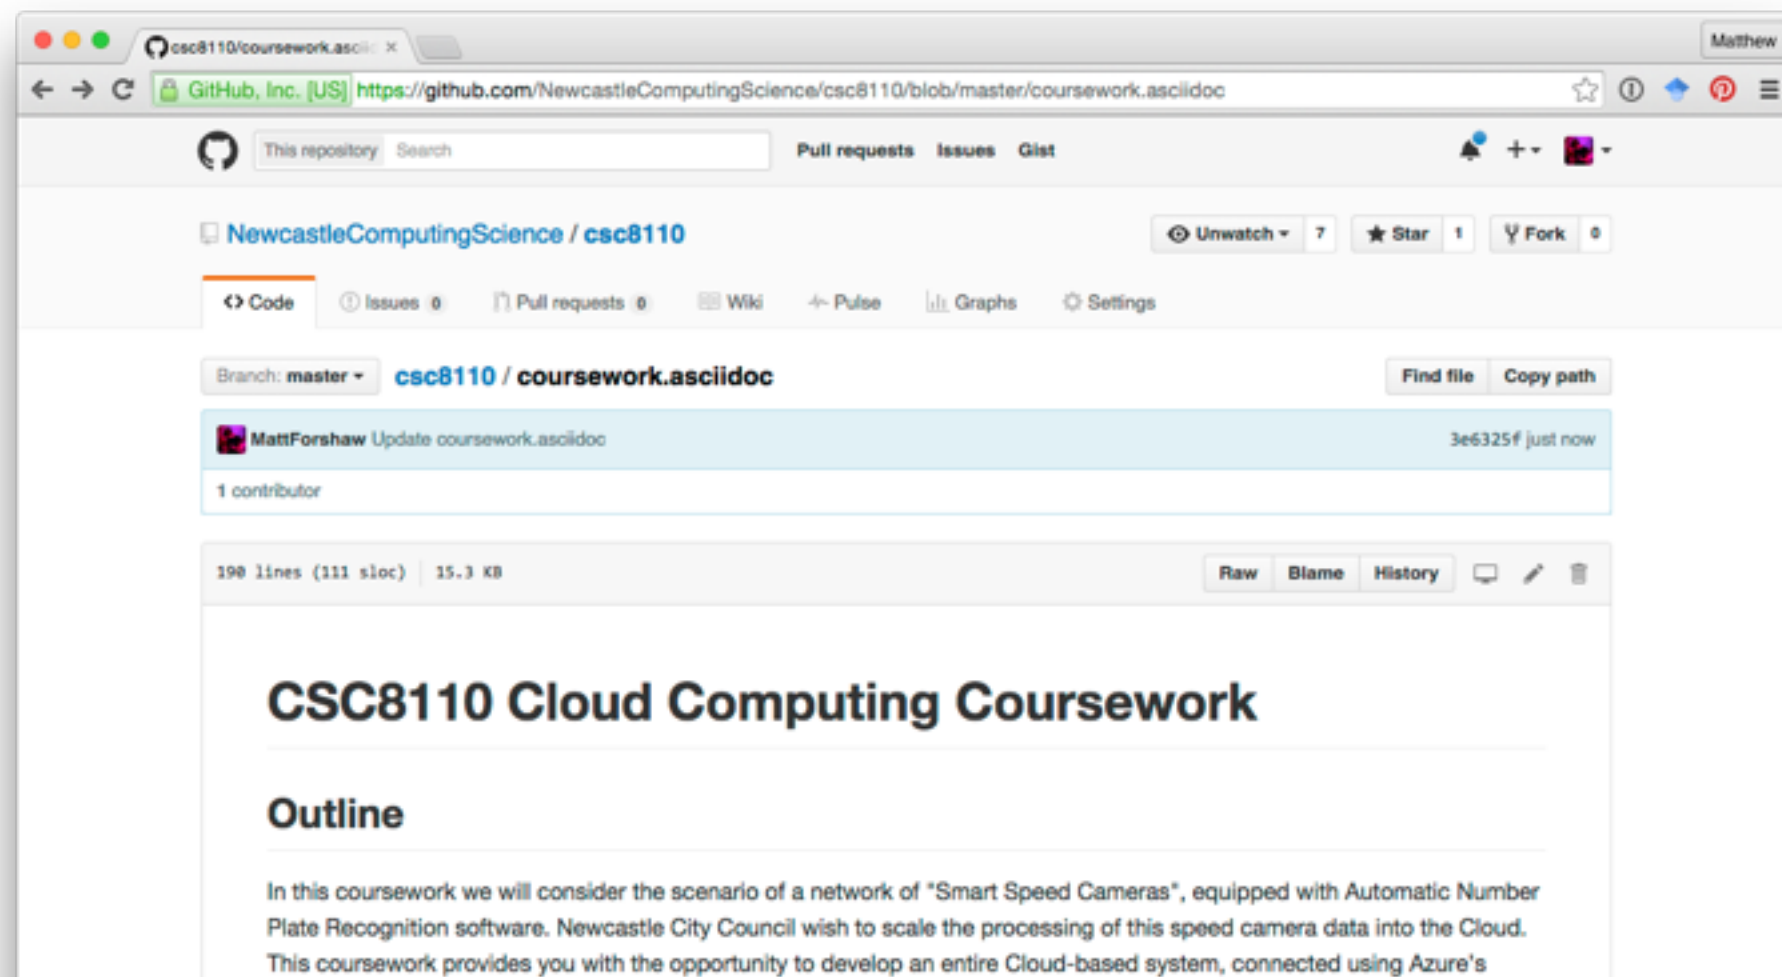 csc8110/coursework.ascii
Matthew
GitHub, Inc. [US] https://github.com/NewcastleComputingScience/csc8110/blob/master/coursework.asciidoc
This repository Search Pull requests Issues Gist
NewcastleComputingScience / csc8110 Unwatch 7 Star 1 Fork 0
Code Issues 0 Pull requests 0 Wiki Pulse Graphs Settings
Branch: master csc8110 / coursework.asciidoc Find file Copy path
MattForshaw Update coursework.asciidoc 3e6325f just now
1 contributor
190 lines (111 sloc) 15.3 KB Raw Blame History
CSC8110 Cloud Computing Coursework
Outline
In this coursework we will consider the scenario of a network of "Smart Speed Cameras", equipped with Automatic Number
Plate Recognition software. Newcastle City Council wish to scale the processing of this speed camera data into the Cloud.
This coursework provides you with the opportunity to develop an entire Cloud-based system, connected using Azure's